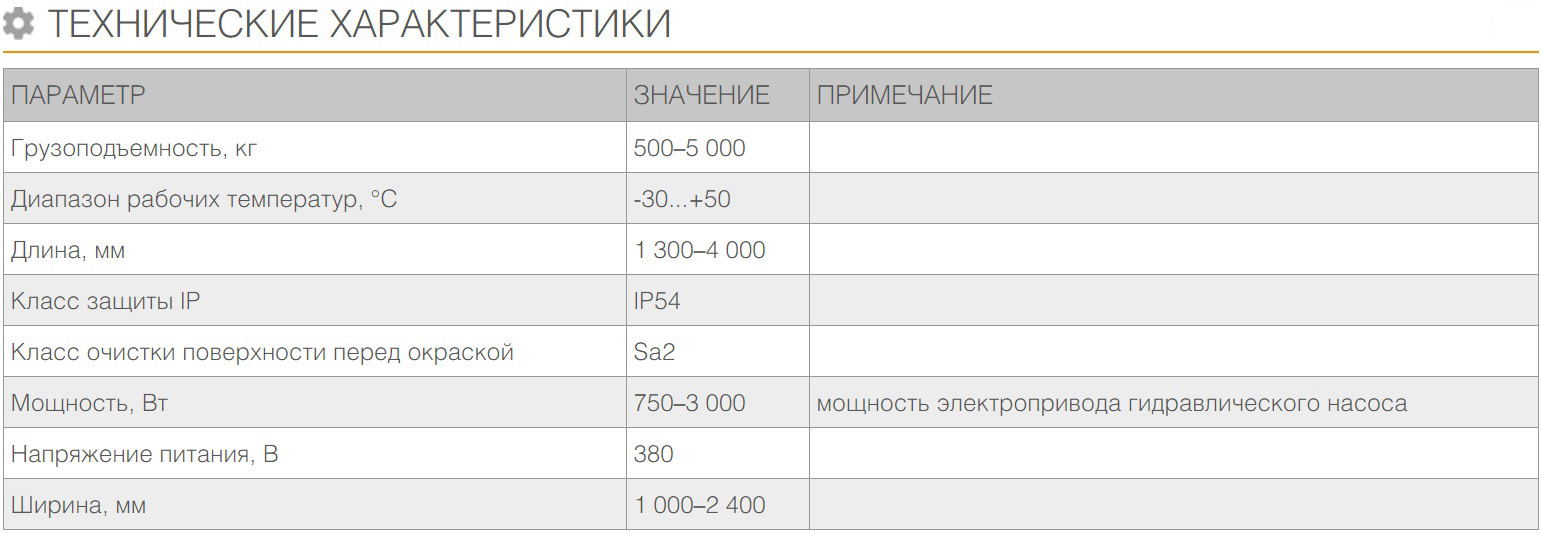 ТЕХНИЧЕСКИЕ ХАРАКТЕРИСТИКИ
ПАРАМЕТР ЗНАЧЕНИЕ ПРИМЕЧАНИЕ
Грузоподъемность, кг 500–5 000
Диапазон рабочих температур, °C -30...+50
Длина, мм 1 300–4 000
Класс защиты IP IP54
Класс очистки поверхности перед окраской Sa2
Мощность, Вт 750–3 000 мощность электропривода гидравлического насоса
Напряжение питания, В 380
Ширина, мм 1 000–2 400